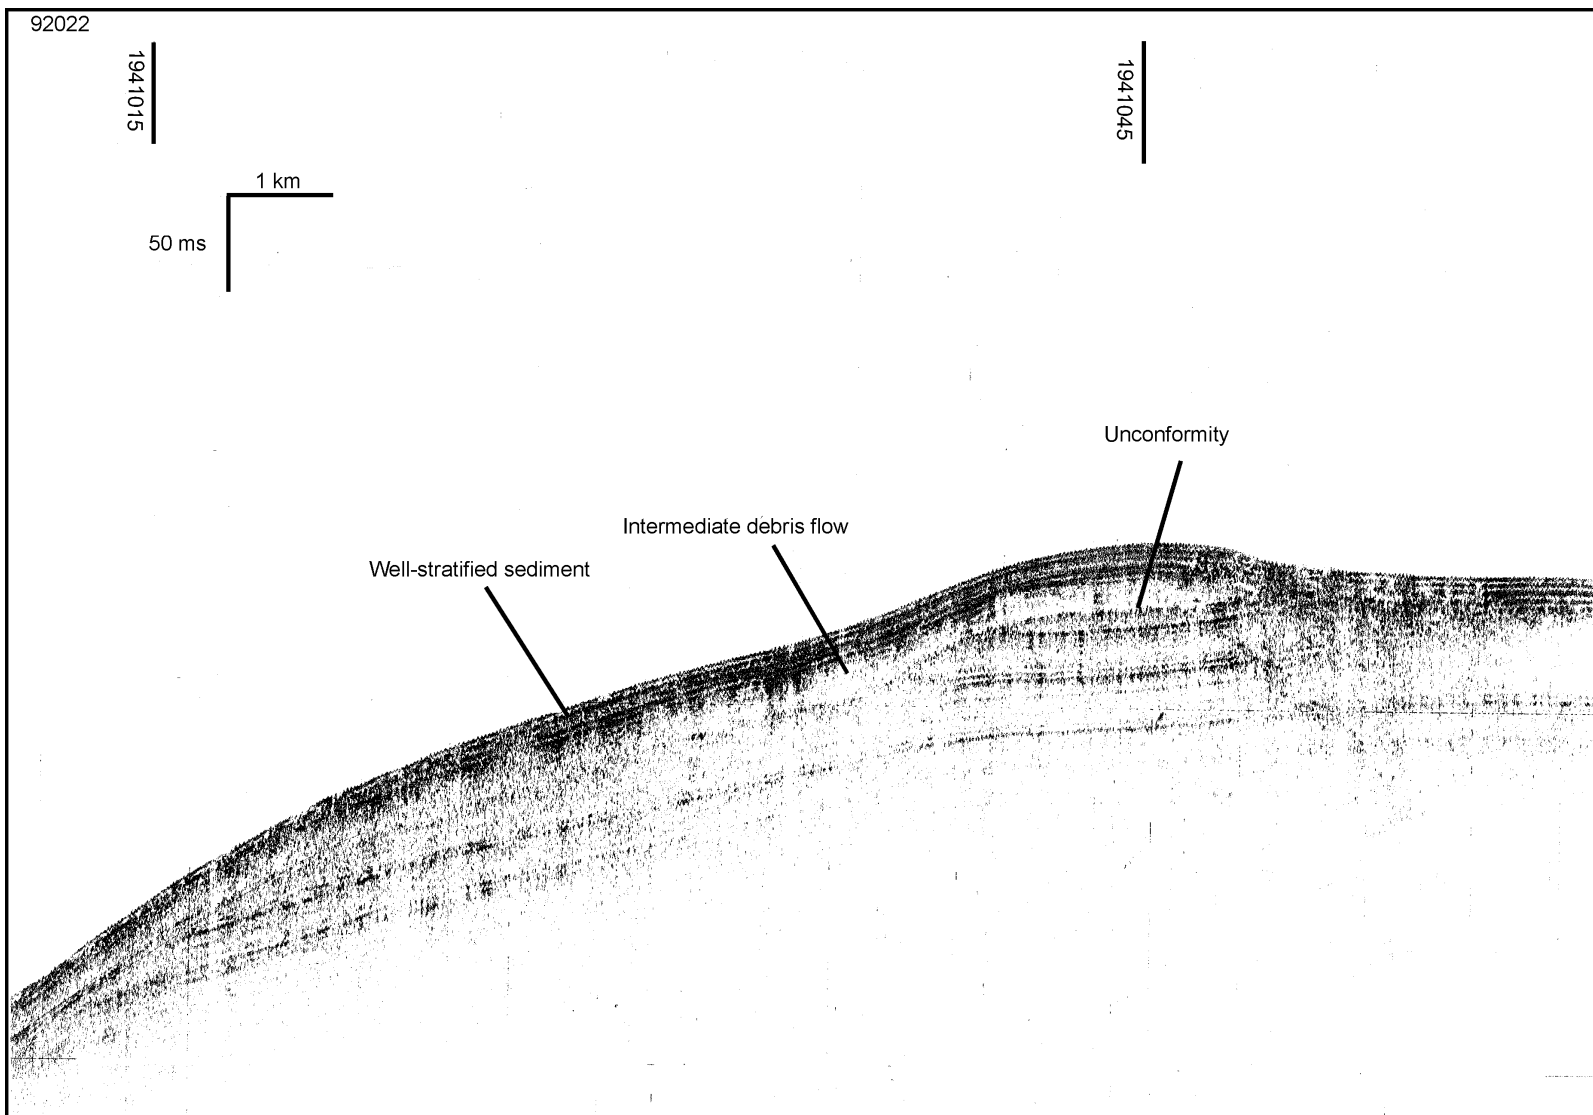 92022
1941015
1941045
1 km
50 ms
Unconformity
Intermediate debris flow
Well-stratified sediment